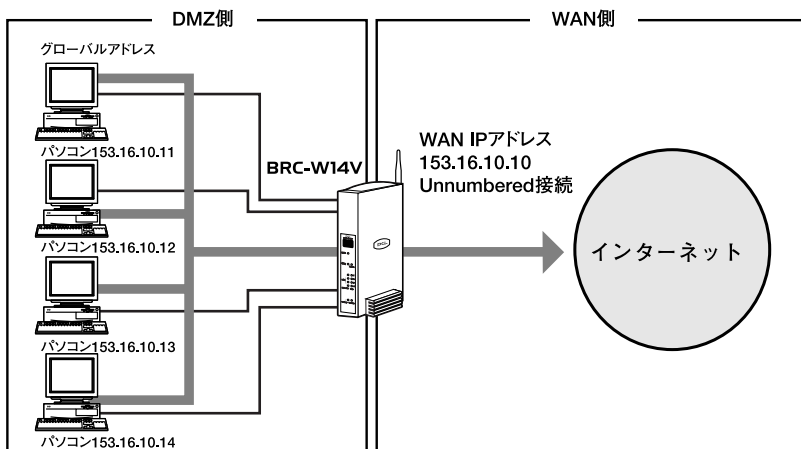 DMZ側
WAN側
グローバルアドレス
パソコン153.16.10.11
パソコン153.16.10.12
パソコン153.16.10.13
パソコン153.16.10.14
BRC-W14V
WAN IPアドレス
153.16.10.10
Unnumbered接続
インターネット